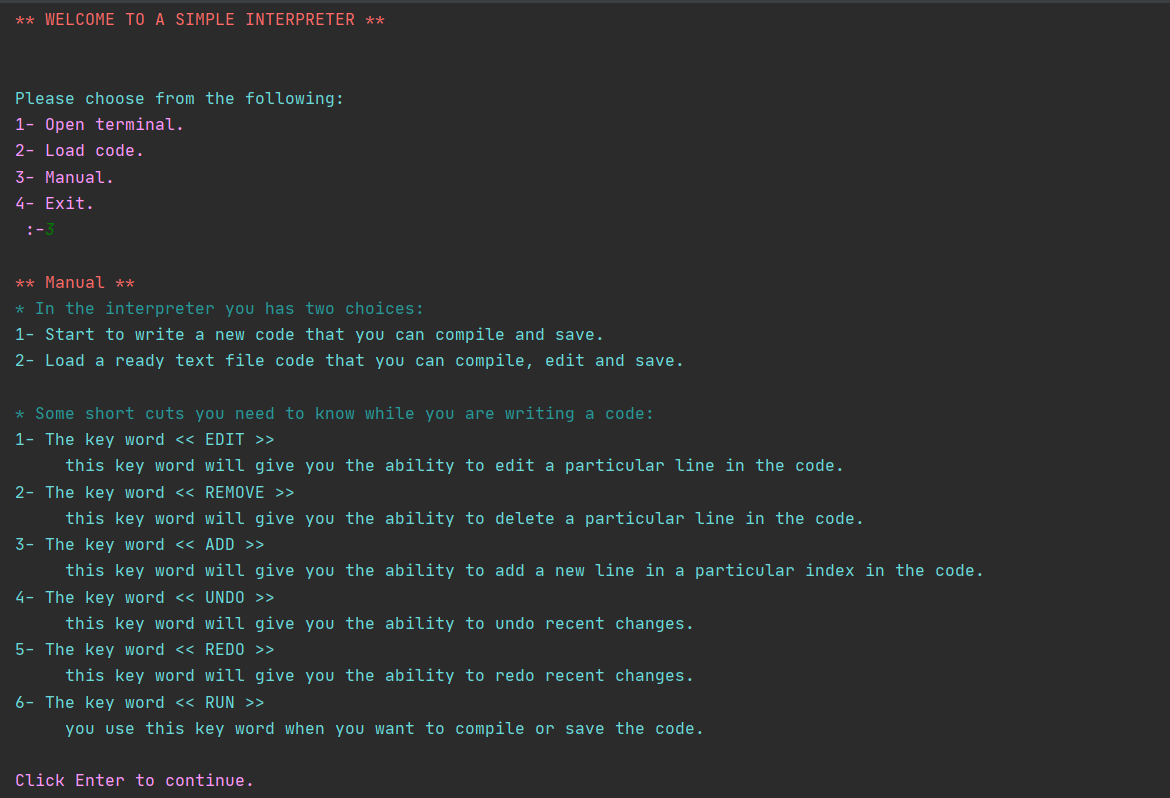 ** WELCOME TO A SIMPLE INTERPRETER **
Please choose from the following:
1- Open terminal.
2- Load code.
3- Manual.
4- Exit.
:-3
** Manual **
* In the interpreter you has two choices:
1- Start to write a new code that you can compile and save.
2- Load a ready text file code that you can compile, edit and save.
* Some short cuts you need to know while you are writing a code:
1- The key word << EDIT >>
this key word will give you the ability to edit a particular line in the code.
2- The key word << REMOVE >>
this key word will give you the ability to delete a particular line in the code.
3- The key word << ADD >>
this key word will give you the ability to add a new line in a particular index in the code.
4- The key word << UNDO >>
this key word will give you the ability to undo recent changes.
5- The key word << REDO >>
this key word will give you the ability to redo recent changes.
6- The key word << RUN >>
you use this key word when you want to compile or save the code.
Click Enter to continue.